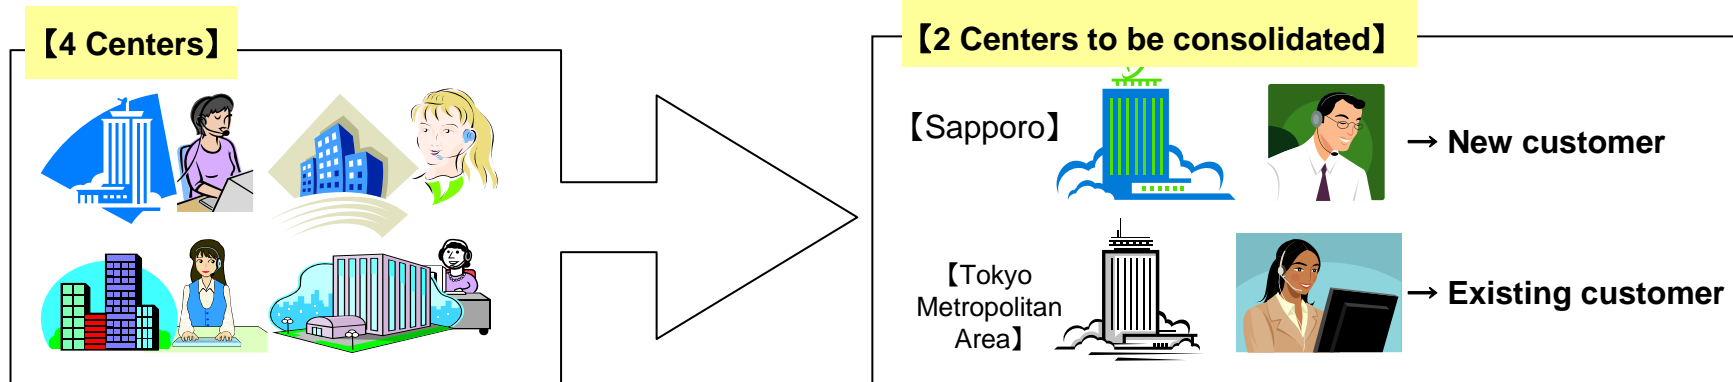 【4 Centers】
【2 Centers to be consolidated】
【Sapporo】
→ New customer
【Tokyo
Metropolitan
Area】
→ Existing customer